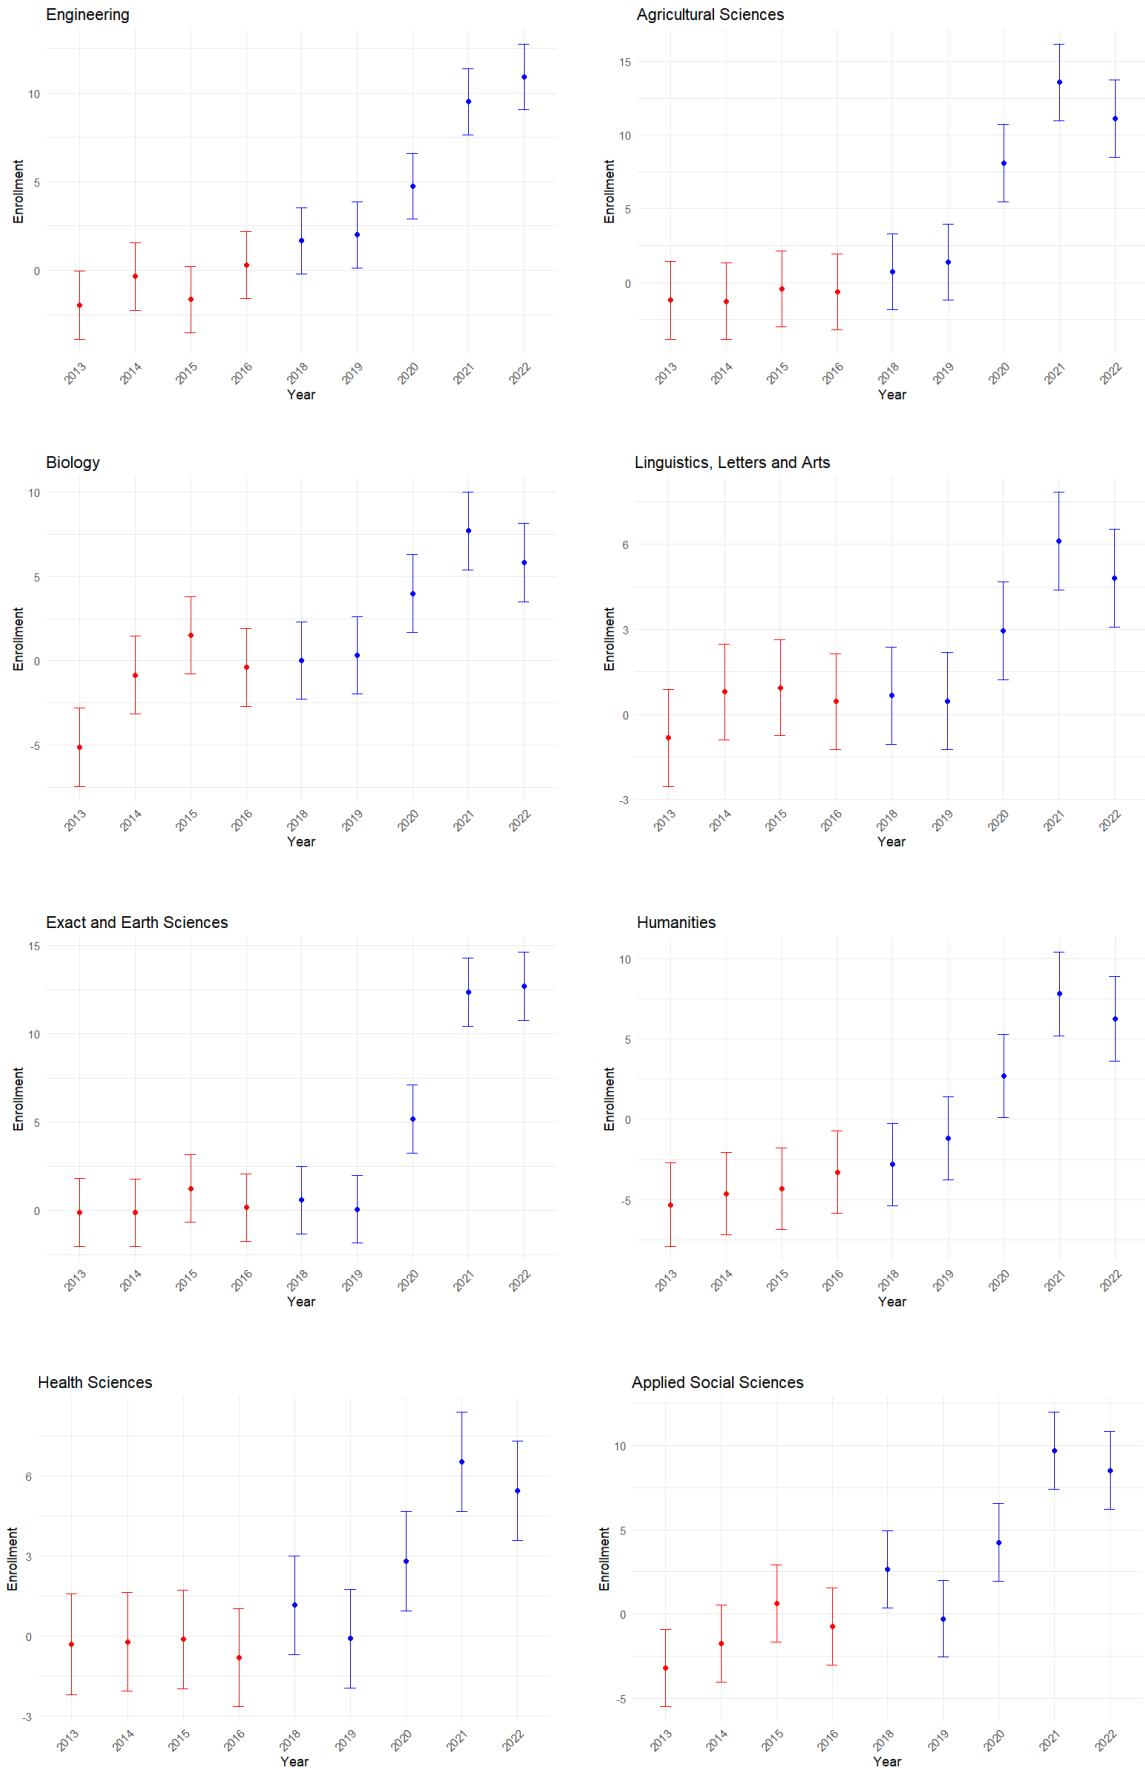 Engineering
10
5
0
Enrollment
2013 2014 2015 2016 2018 2019 2020 2021 2022
Year
Agricultural Sciences
15
10
5
0
Enrollment
2013 2014 2015 2016 2018 2019 2020 2021 2022
Year
Biology
10
5
0
-5
Enrollment
2013 2014 2015 2016 2018 2019 2020 2021 2022
Year
Linguistics, Letters and Arts
6
3
0
-3
Enrollment
2013 2014 2015 2016 2018 2019 2020 2021 2022
Year
Exact and Earth Sciences
15
10
5
0
Enrollment
2013 2014 2015 2016 2018 2019 2020 2021 2022
Year
Humanities
10
5
0
-5
Enrollment
2013 2014 2015 2016 2018 2019 2020 2021 2022
Year
Health Sciences
6
3
0
-3
Enrollment
2013 2014 2015 2016 2018 2019 2020 2021 2022
Year
Applied Social Sciences
10
5
0
-5
Enrollment
2013 2014 2015 2016 2018 2019 2020 2021 2022
Year